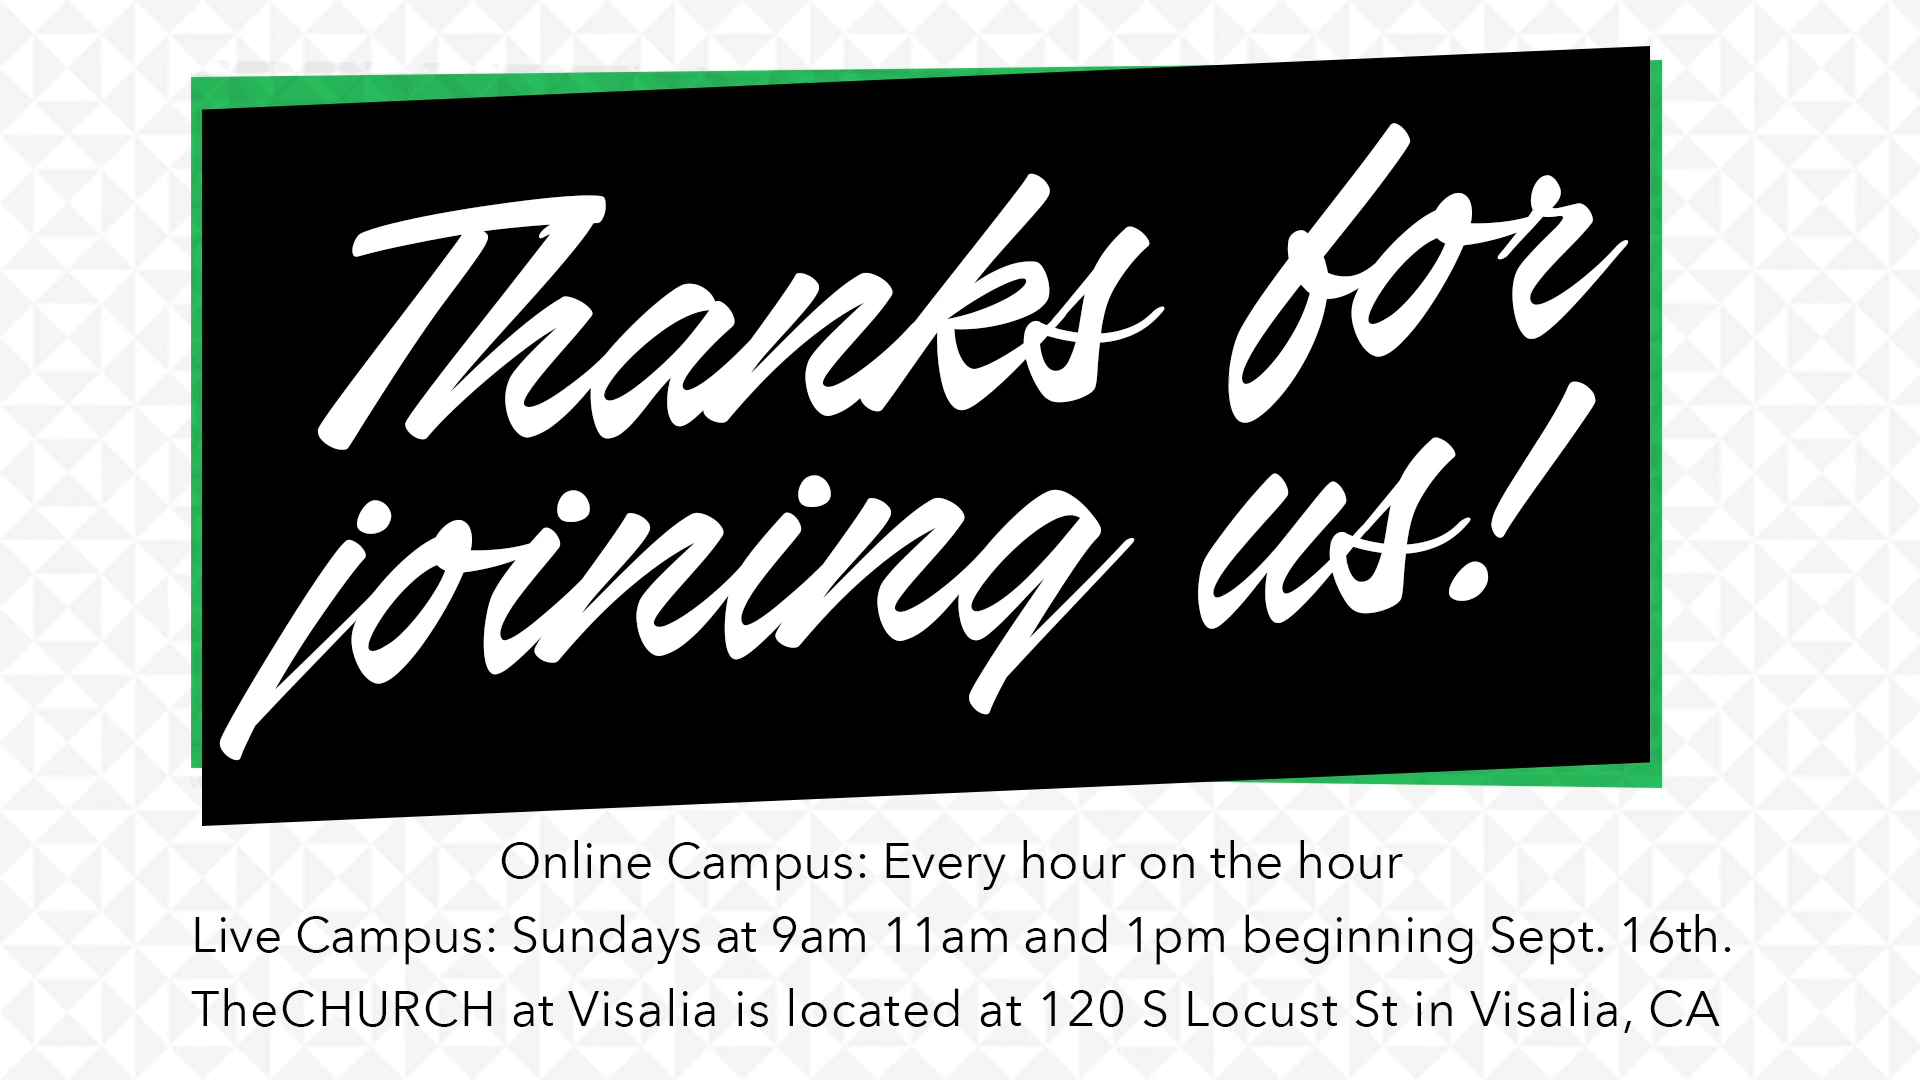 Thanks for
joining us!
Online Campus: Every hour on the hour
Live Campus: Sundays at 9am 11am and 1pm beginning Sept. 16th.
TheCHURCH at Visalia is located at 120 S Locust St in Visalia, CA